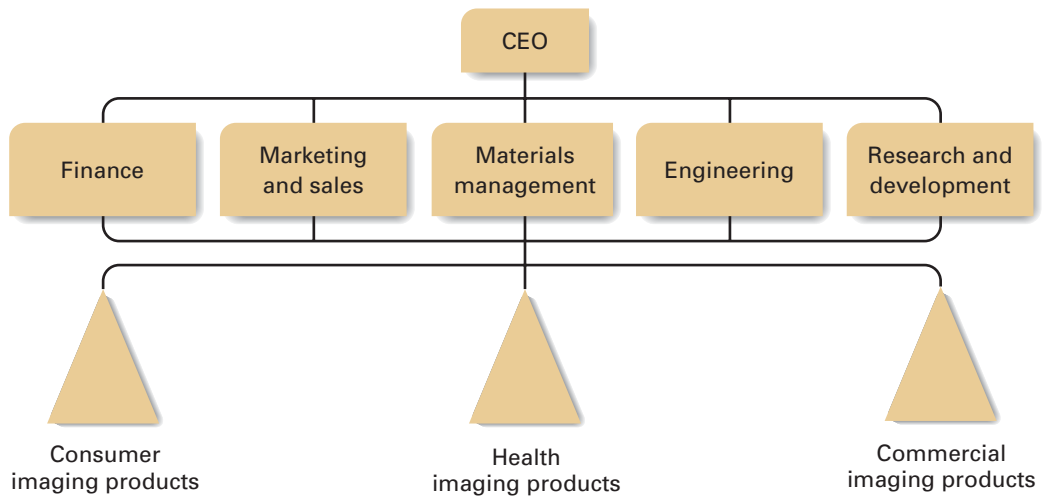 CEO
Finance
Marketing
and sales
Materials
management
Engineering
Research and
development
Consumer
imaging products
Health
imaging products
Commercial
imaging products